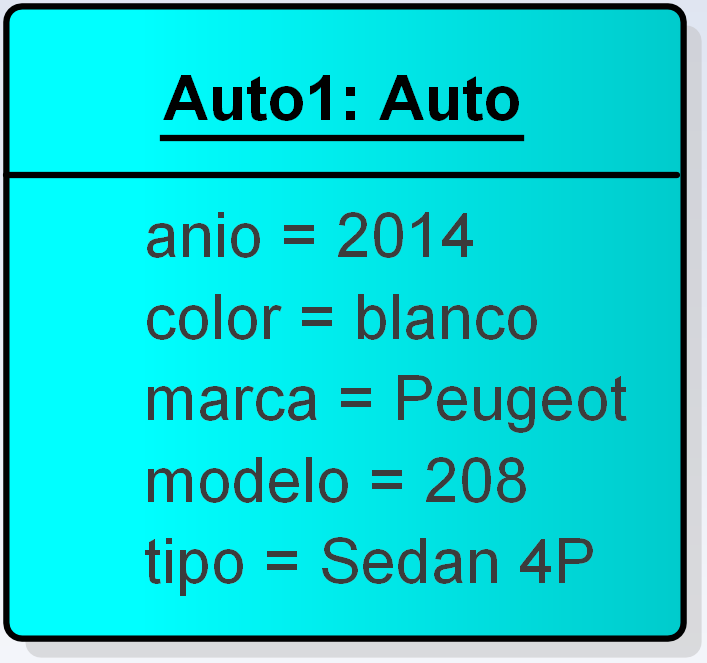 Auto1: Auto
anio = 2014
color = blanco
marca = Peugeot
modelo = 208
tipo = Sedan 4P